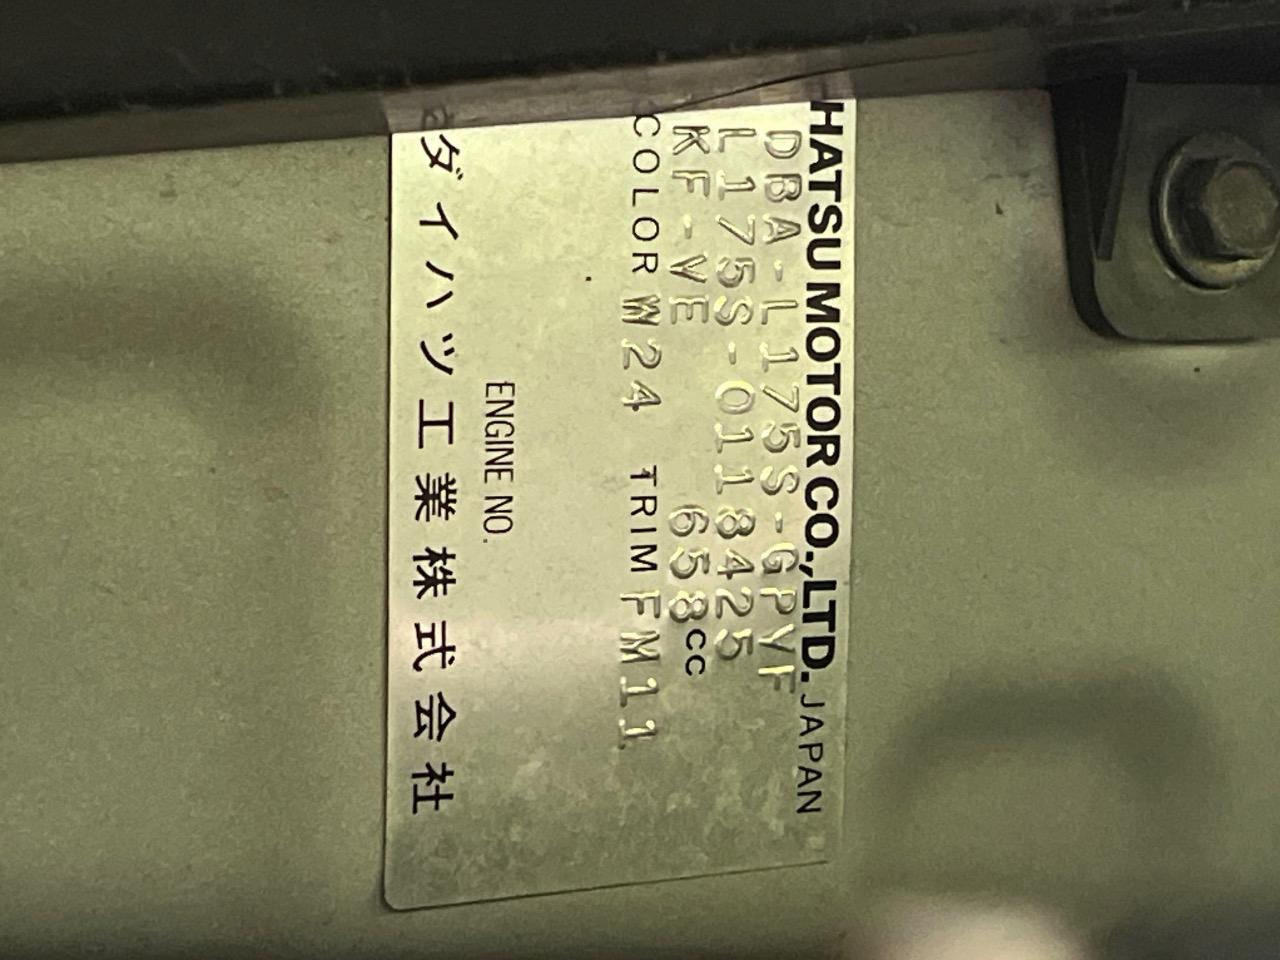 HATSU MOTOR CO., LTD. JAPAN
DBA-L175S-GPVF
L175S-0118425
KF-VE 658cc
COLOR W24 TRIM FM11
ENGINE NO.
ダイハツ工業株式会社